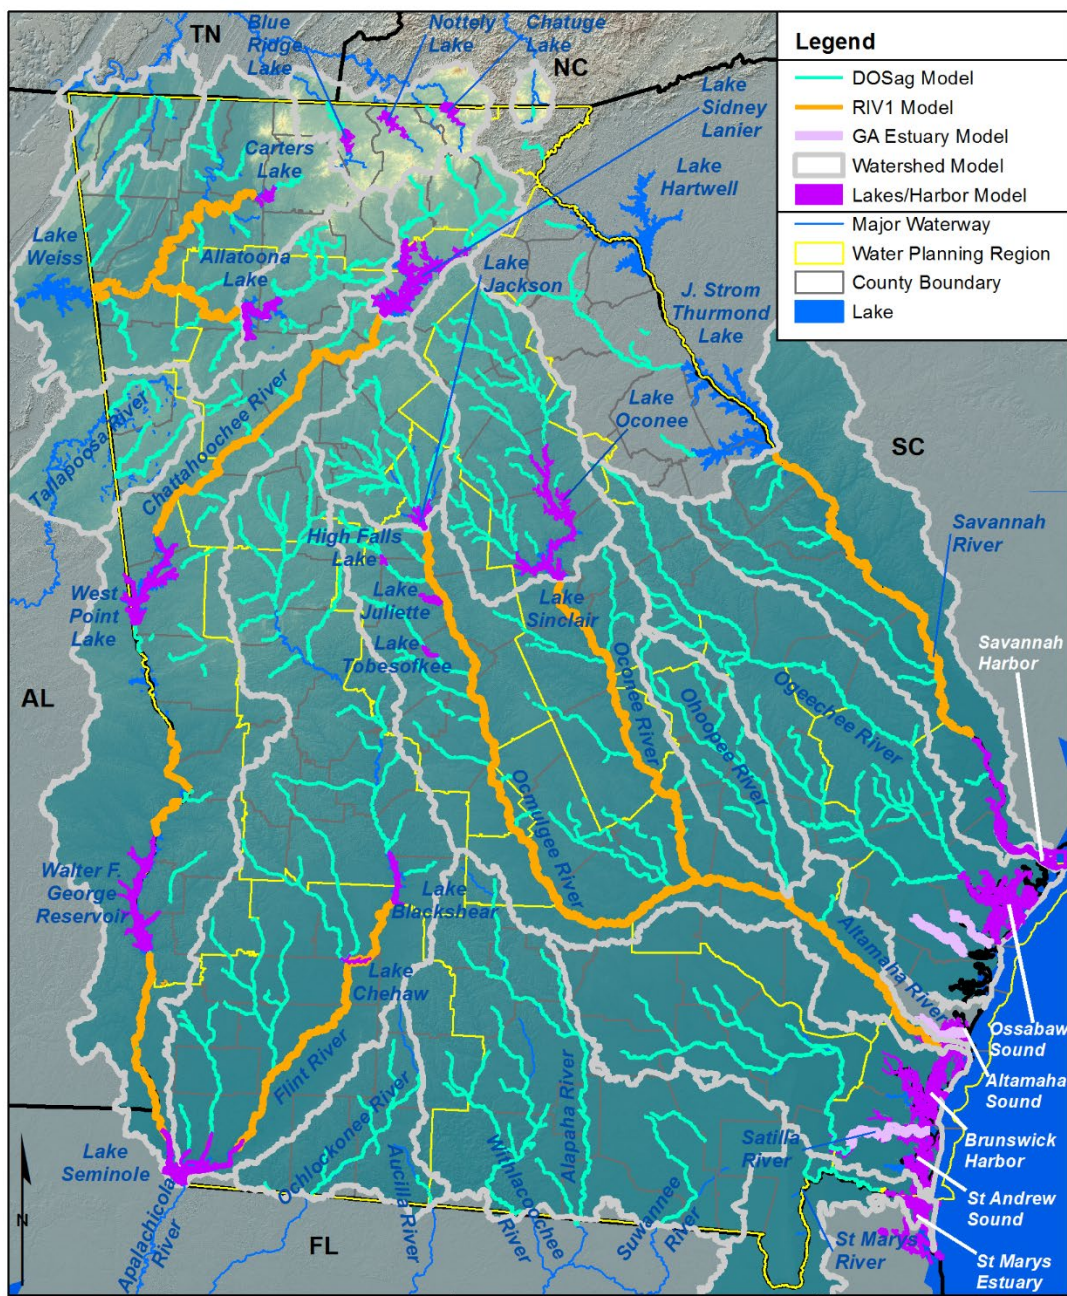 TN
Blue
Ridge
Lake
Nottely
Lake
Chatuge
Lake
NC
Lake
Sidney
Lanier
Legend
DOSag Model
RIV1 Model
GA Estuary Model
Watershed Model
Lakes/Harbor Model
Major Waterway
Water Planning Region
County Boundary
Lake
Carters
Lake
Lake
Hartwell
Lake
Weiss
Allatoona
Lake
Lake
Jackson
J. Strom
Thurmond
Lake
Tallapoosa River
Chattahoochee River
Lake
Oconee
SC
High Falls
Lake
Savannah
River
West
Point
Lake
Lake
Juliette
Lake
Sinclair
Lake
Tobesofkee
Savannah
Harbor
AL
Oconee River
Ohoopee River
Ogeechee River
Ocmulgee River
Walter F.
George
Reservoir
Lake
Blackshear
Altamaha River
Lake
Chehaw
Ossabaw
Sound
Flint River
Altamaha
Sound
Alapaha River
Satilla
River
Brunswick
Harbor
Lake
Seminole
Ochlockonee River
Aucilla River
Withlacoochee
River
Suwannee
River
St Andrew
Sound
N
Apalachicola
River
FL
St Marys
River
St Marys
Estuary